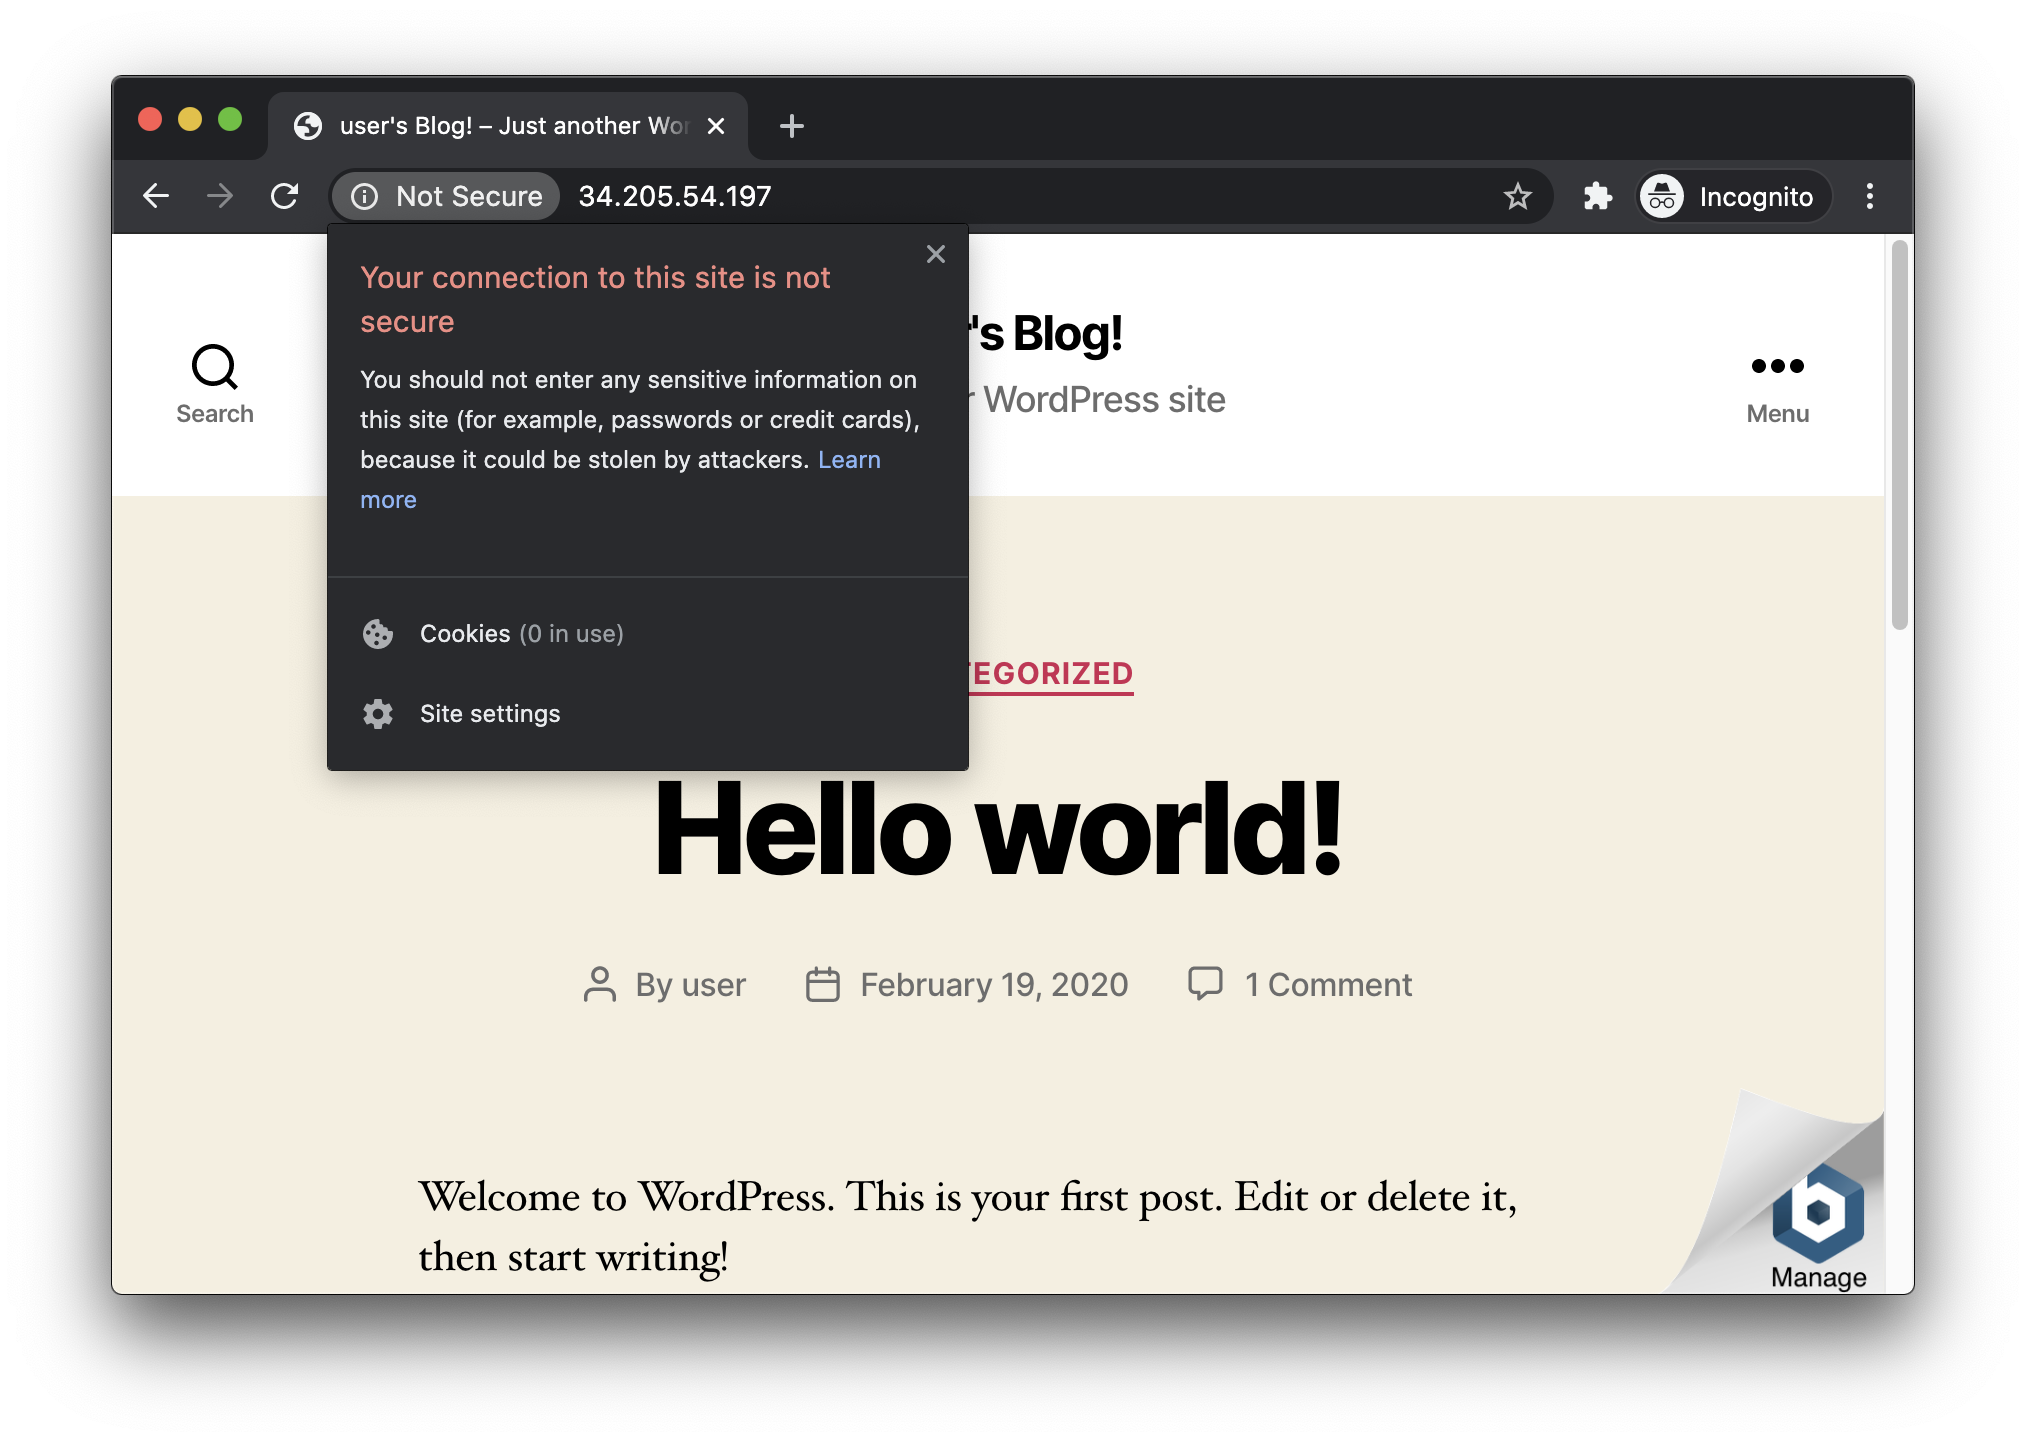 user's Blog! – Just another Wor
Not Secure
34.205.54.197
Incognito
Your connection to this site is not
secure
You should not enter any sensitive information on
this site (for example, passwords or credit cards),
because it could be stolen by attackers. Learn
more
Cookies (0 in use)
Site settings
Search
's Blog!
r WordPress site
Menu
EGORIZED
Hello world!
By user
February 19, 2020
1 Comment
Welcome to WordPress. This is your first post. Edit or delete it,
then start writing!
b
Manage